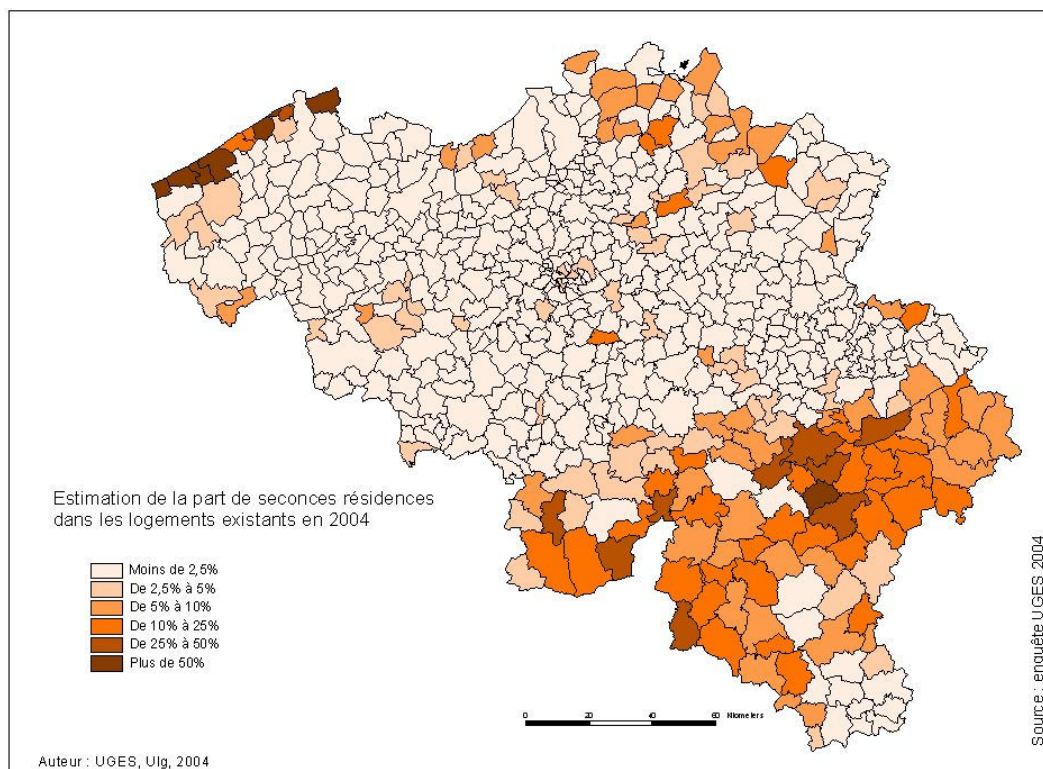 Estimation de la part de seconces résidences
dans les logements existants en 2004
Moins de 2,5%
De 2,5% à 5%
De 5% à 10%
De 10% à 25%
De 25% à 50%
Plus de 50%
0 20 40 60 Kilometers
Auteur : UGES, Ulg, 2004
Source : enquête UGES 2004